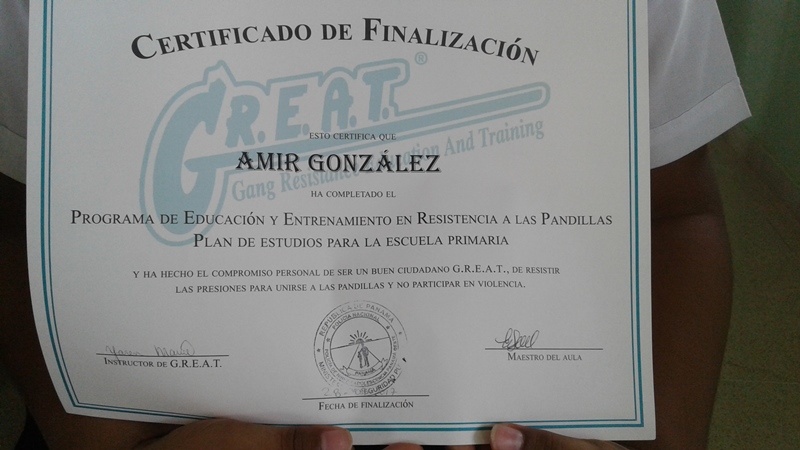 CERTIFICADO DE FINALIZACIÓN
G.R.E.A.T.®
ESTO CERTIFICA QUE
AMIR GONZÁLEZ
Gang Resistance Education And Training
HA COMPLETADO EL
PROGRAMA DE EDUCACIÓN Y ENTRENAMIENTO EN RESISTENCIA A LAS PANDILLAS
PLAN DE ESTUDIOS PARA LA ESCUELA PRIMARIA
Y HA HECHO EL COMPROMISO PERSONAL DE SER UN BUEN CIUDADANO G.R.E.A.T., DE RESISTIR
LAS PRESIONES PARA UNIRSE A LAS PANDILLAS Y NO PARTICIPAR EN VIOLENCIA.
REPÚBLICA DE PANAMÁ
POLICÍA NACIONAL
PANAMÁ
INSTRUCTOR DE G.R.E.A.T.
MAESTRO DEL AULA
FECHA DE FINALIZACIÓN